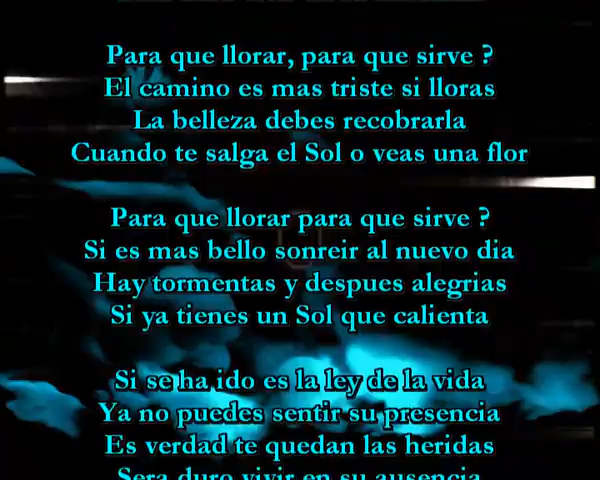 Para que llorar, para que sirve ?
El camino es mas triste si lloras
La belleza debes recobrarla
Cuando te salga el Sol o veas una flor
Para que llorar para que sirve ?
Si es mas bello sonreir al nuevo dia
Hay tormentas y despues alegrias
Si ya tienes un Sol que calienta
Si se ha ido es la ley de la vida
Ya no puedes sentir su presencia
Es verdad te quedan las heridas
Sera duro vivir en su ausencia